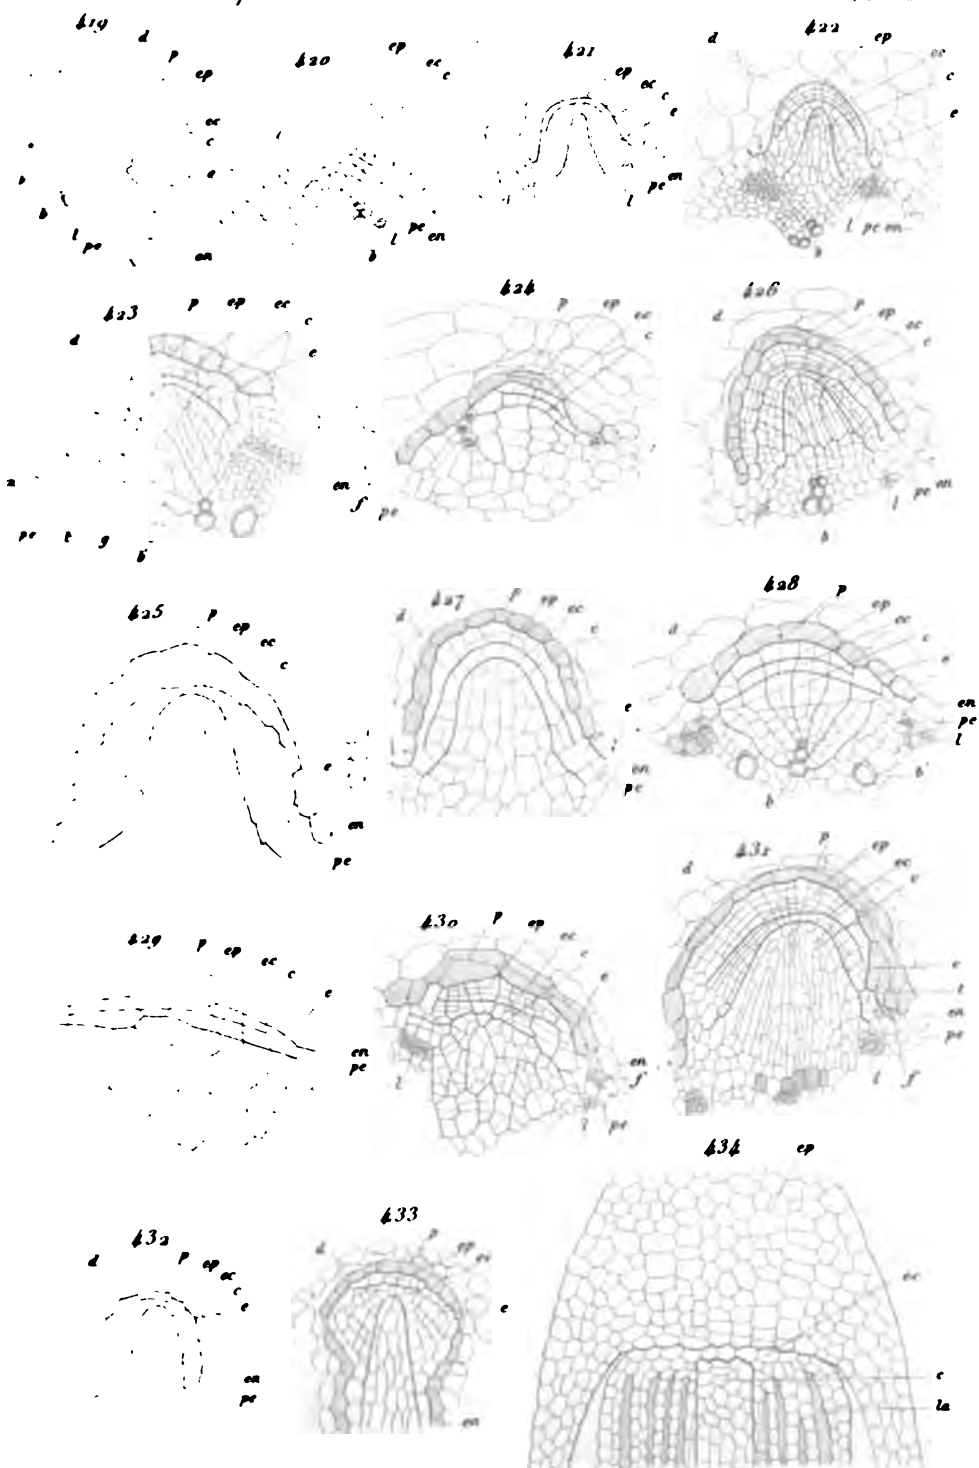 419
d
p
ep
ec
c
e
b
l
pe
en
420
ep
ec
c
l
pe
en
b
421
ep
ec
c
e
pe en
l
422
d
ep
ec
c
e
l pe en
b
423
d
p ep ec
c
e
en
f
pe t g b'
424
p ep
ec
c
pe
426
d
p
ep
ec
c
l pe en
b
425
p
ep
ec
c
e
en
pe
427
d
p
ep
ec
c
e
l
en
pe
428
d
p
ep
ec
c
e
en
pe
l
b
b'
429
p
ep
ec
c
e
en
pe
430
p
ep
ec
c
e
en
f
l
l pe
431
d
p
ep
ec
c
e
t
en
pe
l f
432
d
p
ep
ec
c
e
en
pe
433
d
p
ep
ec
e
en
434
ep
ec
e
la